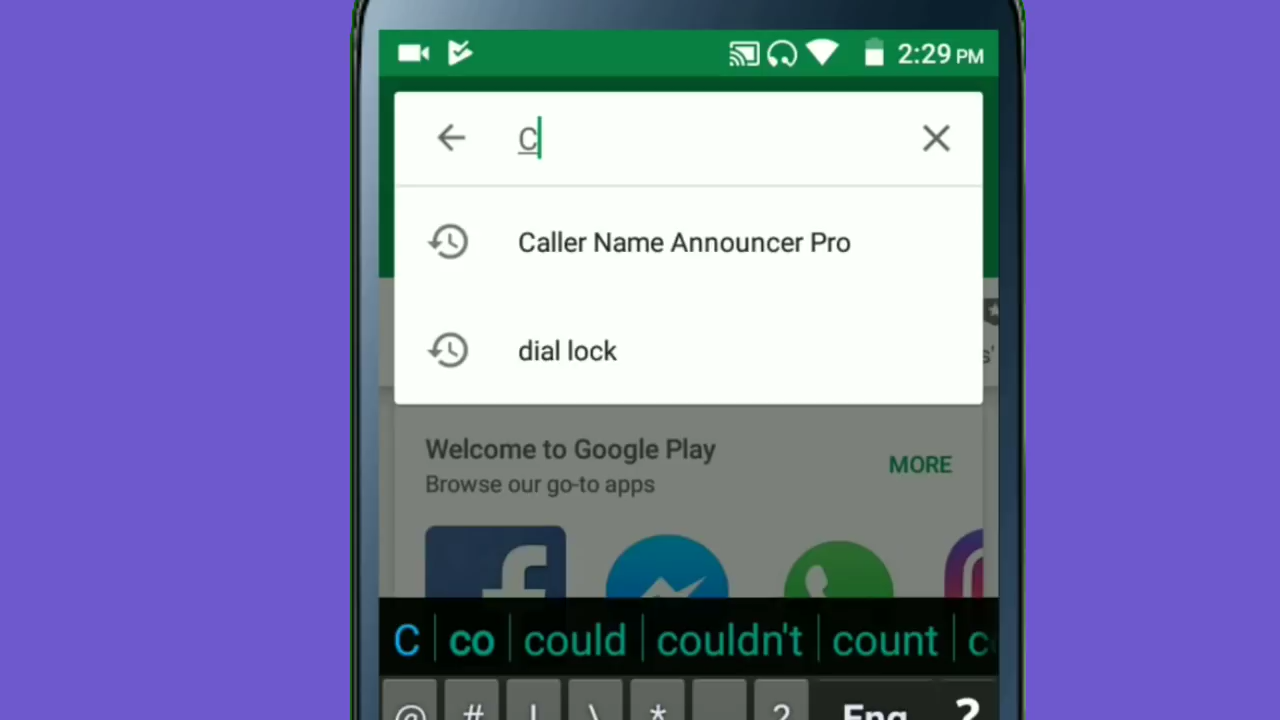 2:29 PM
C
Caller Name Announcer Pro
dial lock
Welcome to Google Play
MORE
Browse our go-to apps
C co could couldn't count
@ # ! \ * _ ? Eng ?